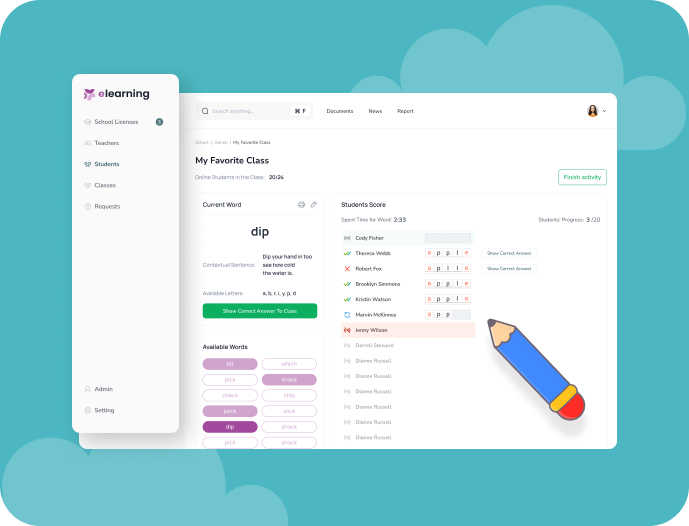 elearning
School Licenses
Teachers
Students
Classes
Requests
Admin
Setting
Search anything...
⌘ F
Documents
News
Report
School | Admin | My Favorite Class
My Favorite Class
Online Students in the Class: 20/24
Finish activity
Current Word
dip
Contextual Sentence:
Dip your hand in too
see how cold
the water is.
Available Letters: a, b, r, i, y, p, d
Show Correct Answer To Class
Available Words
bit
which
pick
shack
check
chip
pack
sock
dip
shack
pick
shack
Students Score
Spent Time for Word: 2:33
Students' Progress: 3 /20
Cody Fisher
Theresa Webb a p p l e Show Correct Answer
Robert Fox a p l l e Show Correct Answer
Brooklyn Simmons a p p l e
Kristin Watson a p p l e
Marvin McKinney a p p
Jenny Wilson
Darrell Steward
Dianne Russell
Dianne Russell
Dianne Russell
Dianne Russell
Dianne Russell
Dianne Russell